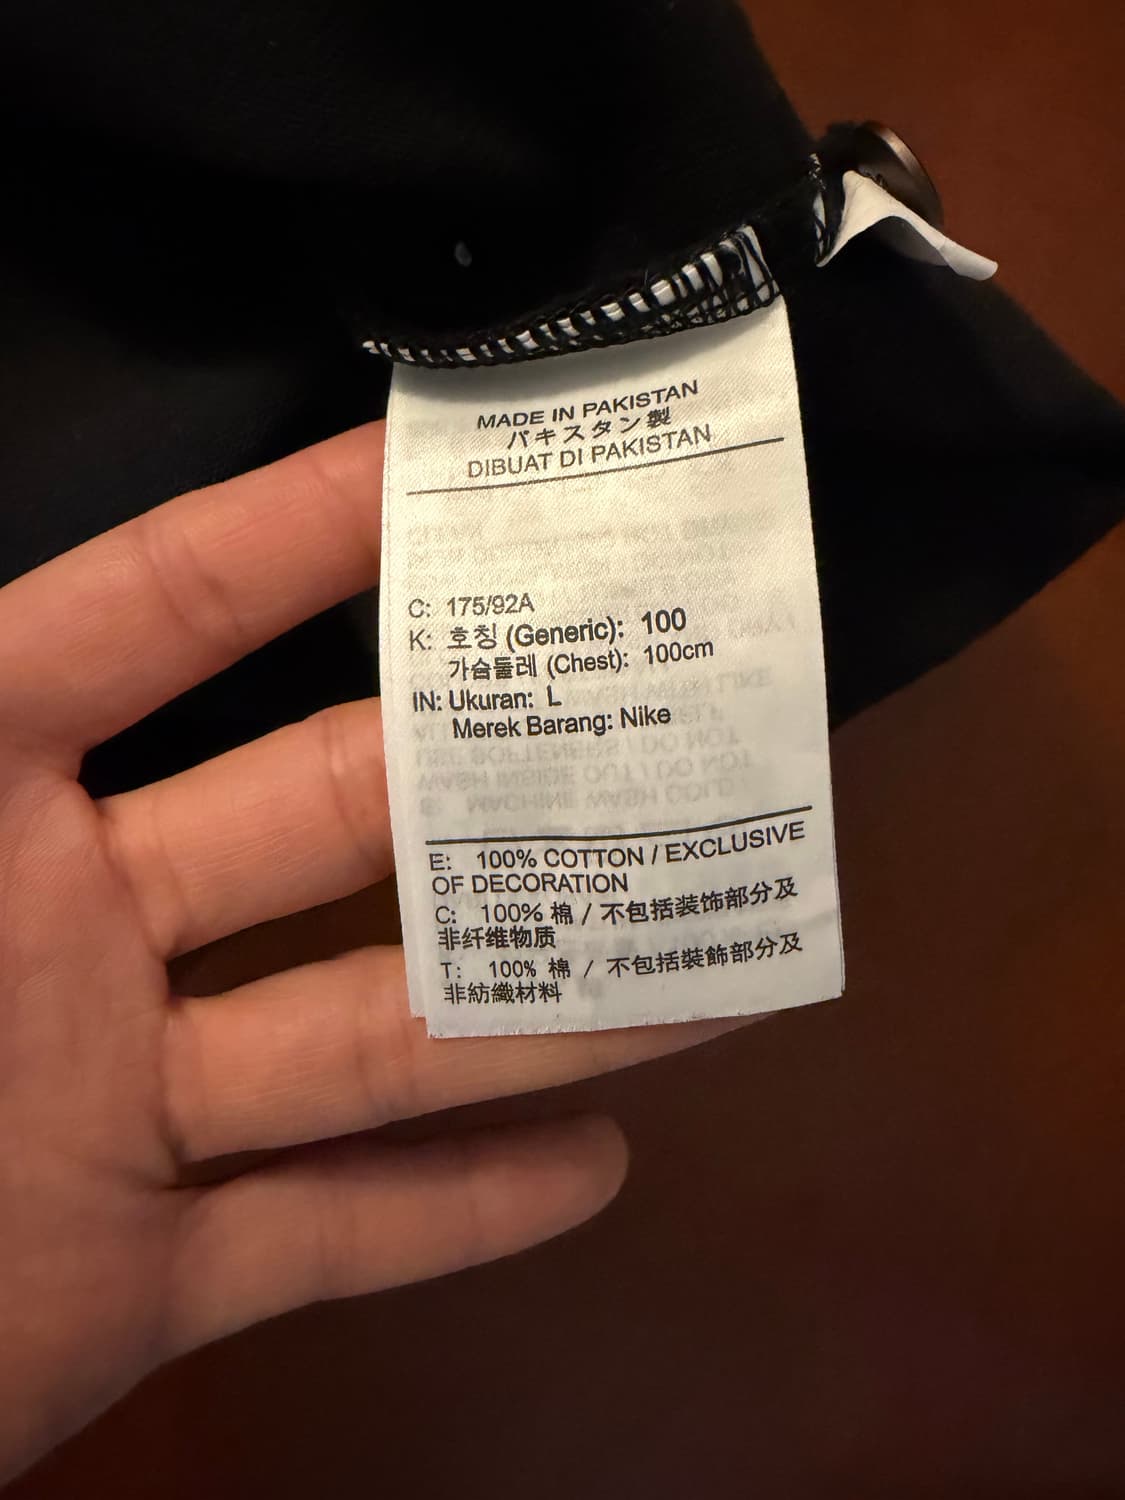 MADE IN PAKISTAN
パキスタン製
DIBUAT DI PAKISTAN
C: 175/92A
K: 호칭 (Generic): 100
가슴둘레 (Chest): 100cm
IN: Ukuran: L
Merek Barang: Nike
E: 100% COTTON / EXCLUSIVE
OF DECORATION
C: 100% 棉 / 不包括装饰部分及
非纤维物质
T: 100% 棉 / 不包括裝飾部分及
非紡織材料